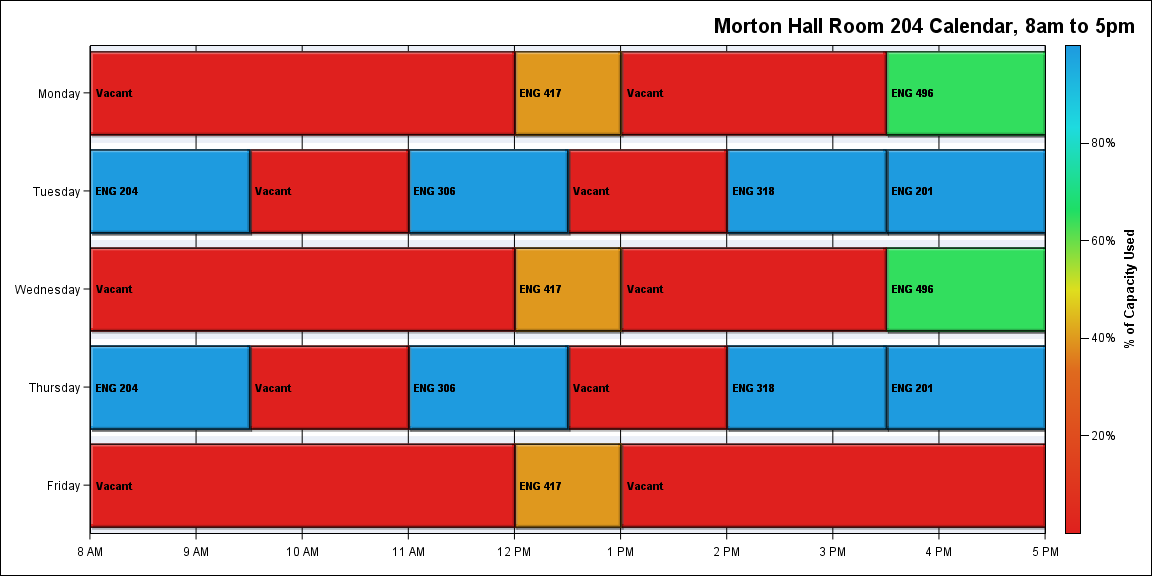 Morton Hall Room 204 Calendar, 8am to 5pm
Monday
Vacant
ENG 417
Vacant
ENG 496
Tuesday
ENG 204
Vacant
ENG 306
Vacant
ENG 318
ENG 201
Wednesday
Vacant
ENG 417
Vacant
ENG 496
Thursday
ENG 204
Vacant
ENG 306
Vacant
ENG 318
ENG 201
Friday
Vacant
ENG 417
Vacant
8 AM
9 AM
10 AM
11 AM
12 PM
1 PM
2 PM
3 PM
4 PM
5 PM
80%
60%
40%
20%
% of Capacity Used